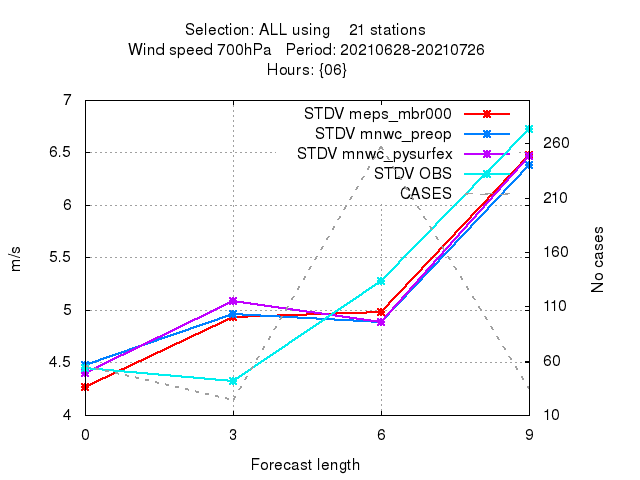 Selection: ALL using    21 stations
Wind speed 700hPa   Period: 20210628-20210726
Hours: {06}
STDV meps_mbr000
STDV mnwc_preop
STDV mnwc_pysurfex
STDV OBS
CASES
7
6.5
6
5.5
5
4.5
4
m/s
260
210
160
110
60
10
No cases
0 3 6 9
Forecast length